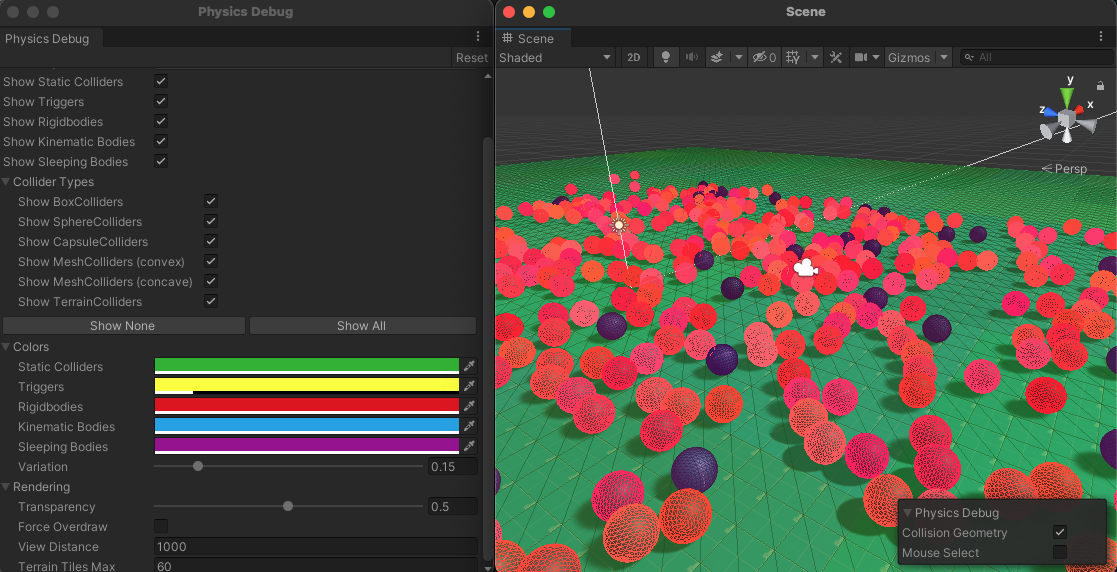 Physics Debug
Physics Debug
Reset
Show Static Colliders
Show Triggers
Show Rigidbodies
Show Kinematic Bodies
Show Sleeping Bodies
Collider Types
Show BoxColliders
Show SphereColliders
Show CapsuleColliders
Show MeshColliders (convex)
Show MeshColliders (concave)
Show TerrainColliders
Show None Show All
Colors
Static Colliders
Triggers
Rigidbodies
Kinematic Bodies
Sleeping Bodies
Variation 0.15
Rendering
Transparency 0.5
Force Overdraw
View Distance 1000
Terrain Tiles Max 60
Scene
Scene
Shaded 2D 0 Gizmos All
y
z x
Persp
Physics Debug
Collision Geometry
Mouse Select